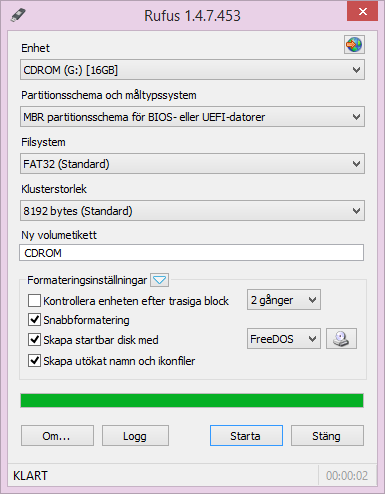 Rufus 1.4.7.453
Enhet
CDROM (G:) [16GB]
Partitionsschema och måltypssystem
MBR partitionsschema för BIOS- eller UEFI-datorer
Filsystem
FAT32 (Standard)
Klusterstorlek
8192 bytes (Standard)
Ny volumetikett
CDROM
Formateringsinställningar
Kontrollera enheten efter trasiga block 2 gånger
Snabbformatering
Skapa startbar disk med FreeDOS
Skapa utökat namn och ikonfiler
Om... Logg Starta Stäng
KLART 00:00:02